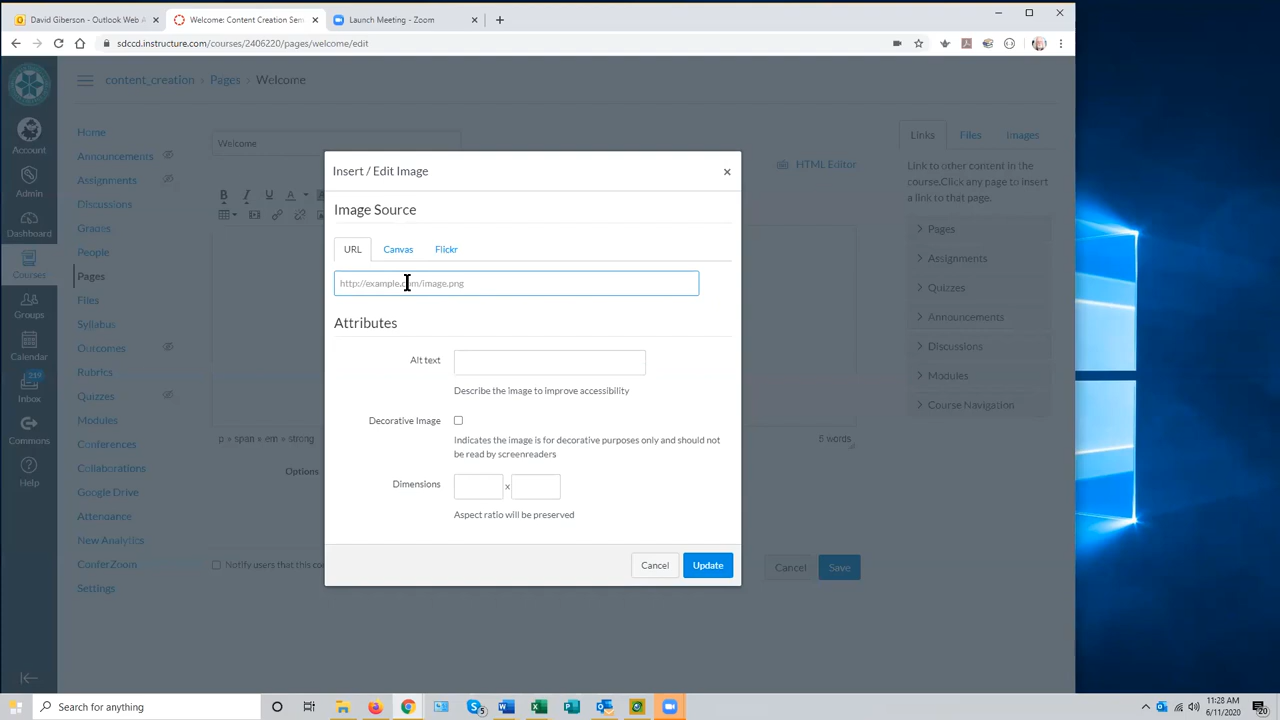 David Giberson - Outlook Web A
Welcome: Content Creation Sem
Launch Meeting - Zoom
sdccd.instructure.com/courses/2406220/pages/welcome/edit
content_creation > Pages > Welcome
Account
Admin
Dashboard
Courses
Groups
Calendar
219
Inbox
Commons
Help
Home
Announcements
Assignments
Discussions
Grades
People
Pages
Files
Syllabus
Outcomes
Rubrics
Quizzes
Modules
Conferences
Collaborations
Google Drive
Attendance
New Analytics
ConferZoom
Settings
Welcome
HTML Editor
B I U A
p > span > em > strong
5 words
Options
Notify users that this co
Cancel
Save
Insert / Edit Image
×
Image Source
URL
Canvas
Flickr
http://example.com/image.png
Attributes
Alt text
Describe the image to improve accessibility
Decorative Image
Indicates the image is for decorative purposes only and should not
be read by screenreaders
Dimensions
x
Aspect ratio will be preserved
Cancel
Update
Links
Files
Images
Link to other content in the
course.Click any page to insert
a link to that page.
Pages
Assignments
Quizzes
Announcements
Discussions
Modules
Course Navigation
Search for anything
11:28 AM
6/11/2020
20